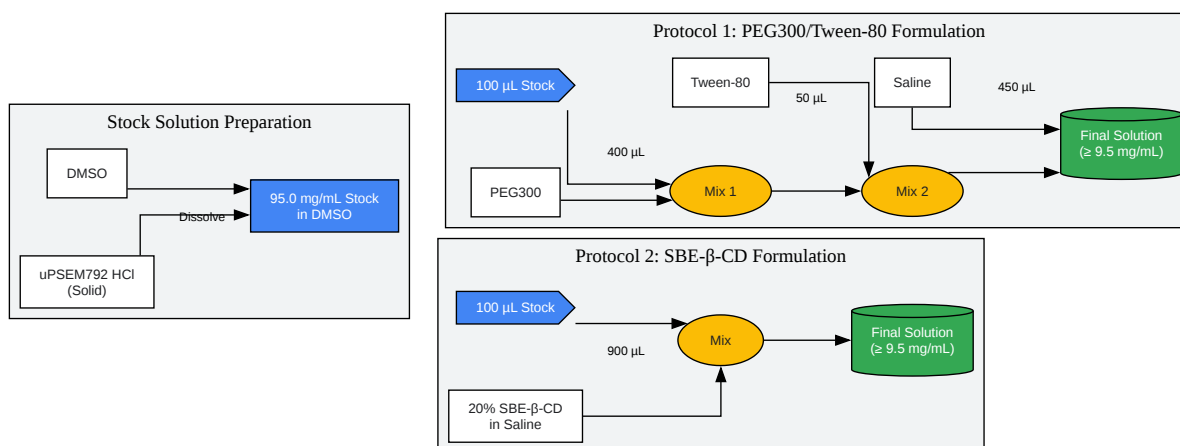 Stock Solution Preparation
DMSO
95.0 mg/mL Stock
in DMSO
Dissolve
uPSEM792 HCl
(Solid)
Protocol 1: PEG300/Tween-80 Formulation
100 µL Stock
Tween-80
Saline
50 µL
450 µL
400 µL
PEG300
Mix 1
Mix 2
Final Solution
(≥ 9.5 mg/mL)
Protocol 2: SBE-β-CD Formulation
100 µL Stock
900 µL
Mix
Final Solution
(≥ 9.5 mg/mL)
20% SBE-β-CD
in Saline